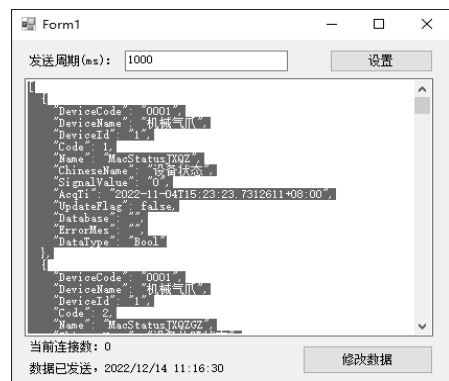 Form1
发送周期(ms): 1000 设置
[
{
"DeviceCode": "0001",
"DeviceName": "机械气爪",
"DeviceId": "1",
"Code": 1,
"Name": "MacStatusJXQZ",
"ChineseName": "设备状态",
"SignalValue": "0",
"AcqTi": "2022-11-04T15:23:23.7312611+08:00",
"UpdateFlag": false,
"Database": "",
"ErrorMes": "",
"DataType": "Bool"
},
{
"DeviceCode": "0001",
"DeviceName": "机械气爪",
"DeviceId": "1",
"Code": 2,
"Name": "MacStatusJXQZGZ",
当前连接数: 0
数据已发送, 2022/12/14 11:16:30 修改数据